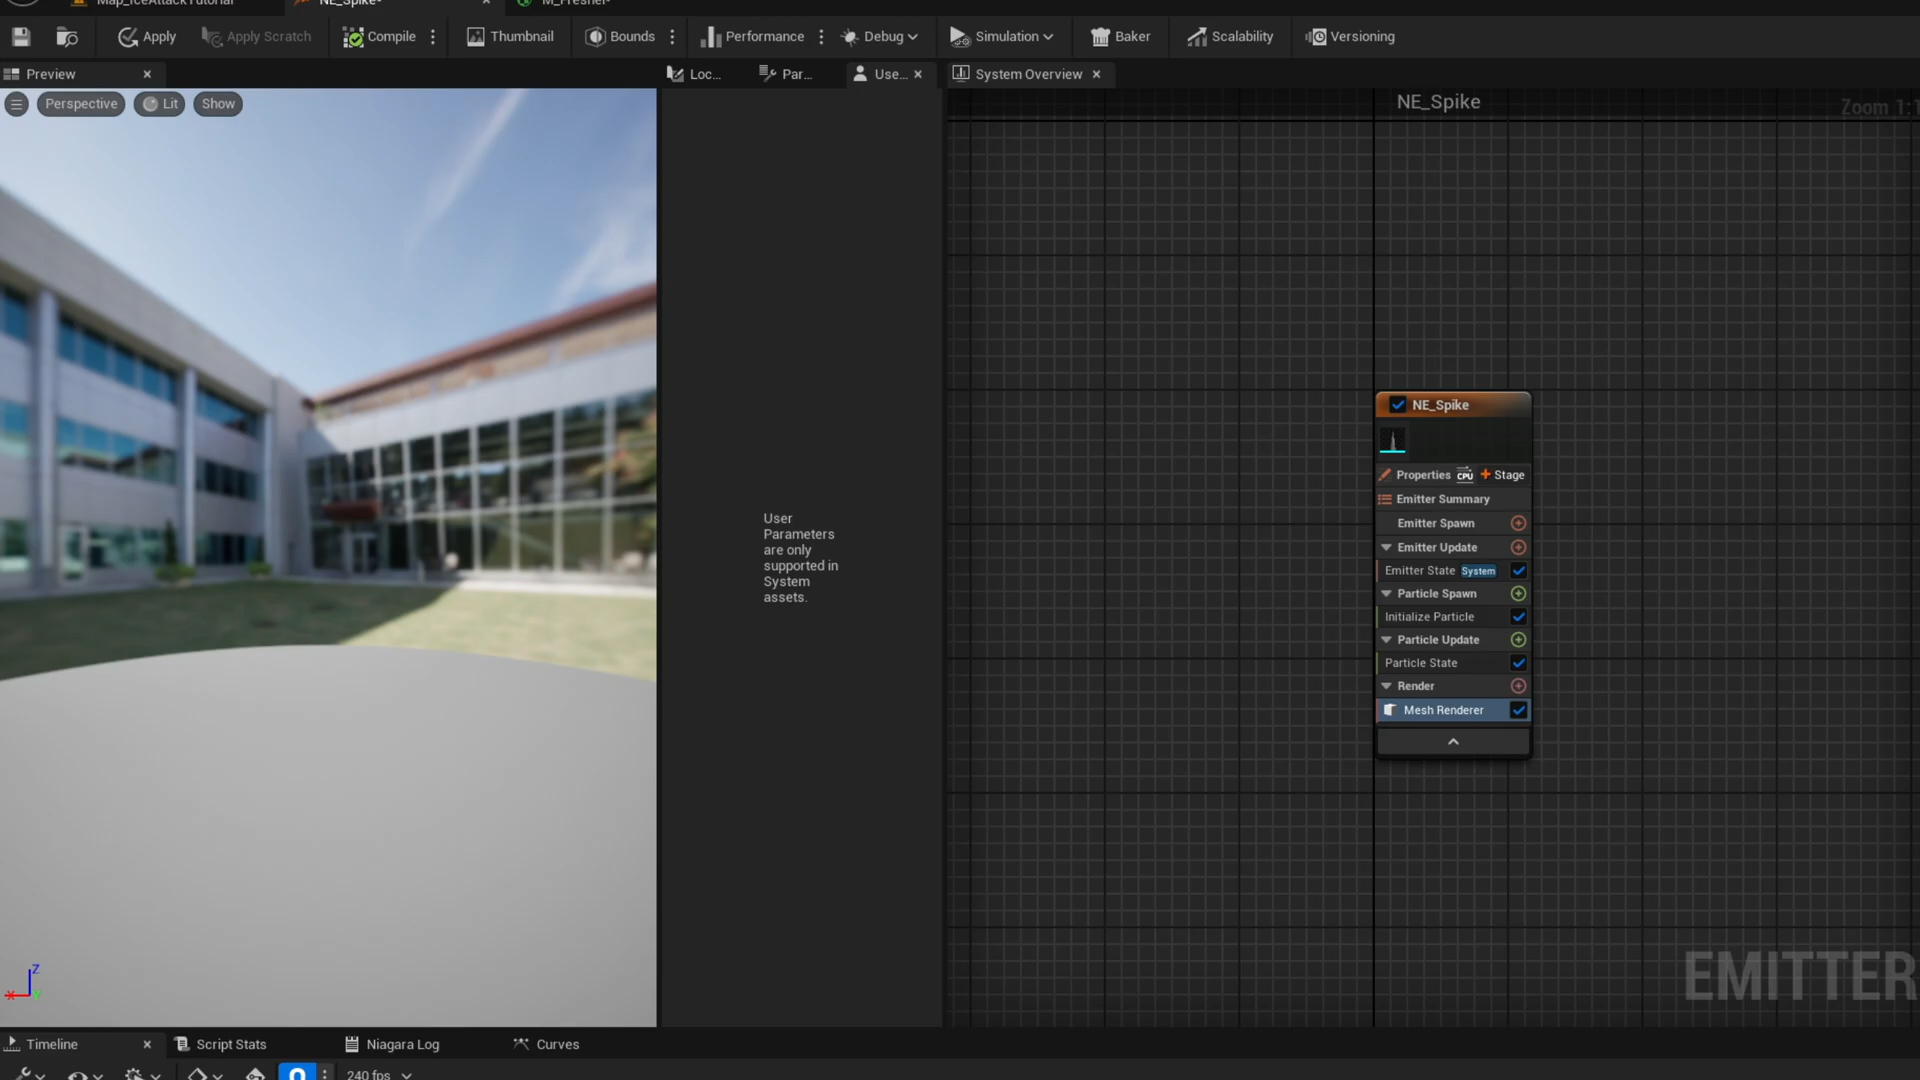 Map_IceAttackTutorial
NE_Spike•
M_Fresnel•
Apply
Apply Scratch
Compile
Thumbnail
Bounds
Performance
Debug
Simulation
Baker
Scalability
Versioning
Preview
Loc...
Par...
Use...
System Overview
Perspective
Lit
Show
NE_Spike
Zoom 1:1
NE_Spike
Properties
CPU
Stage
Emitter Summary
Emitter Spawn
Emitter Update
Emitter State System
Particle Spawn
Initialize Particle
Particle Update
Particle State
Render
Mesh Renderer
User
Parameters
are only
supported in
System
assets.
EMITTER
Z
X
Y
Timeline
Script Stats
Niagara Log
Curves
240 fps